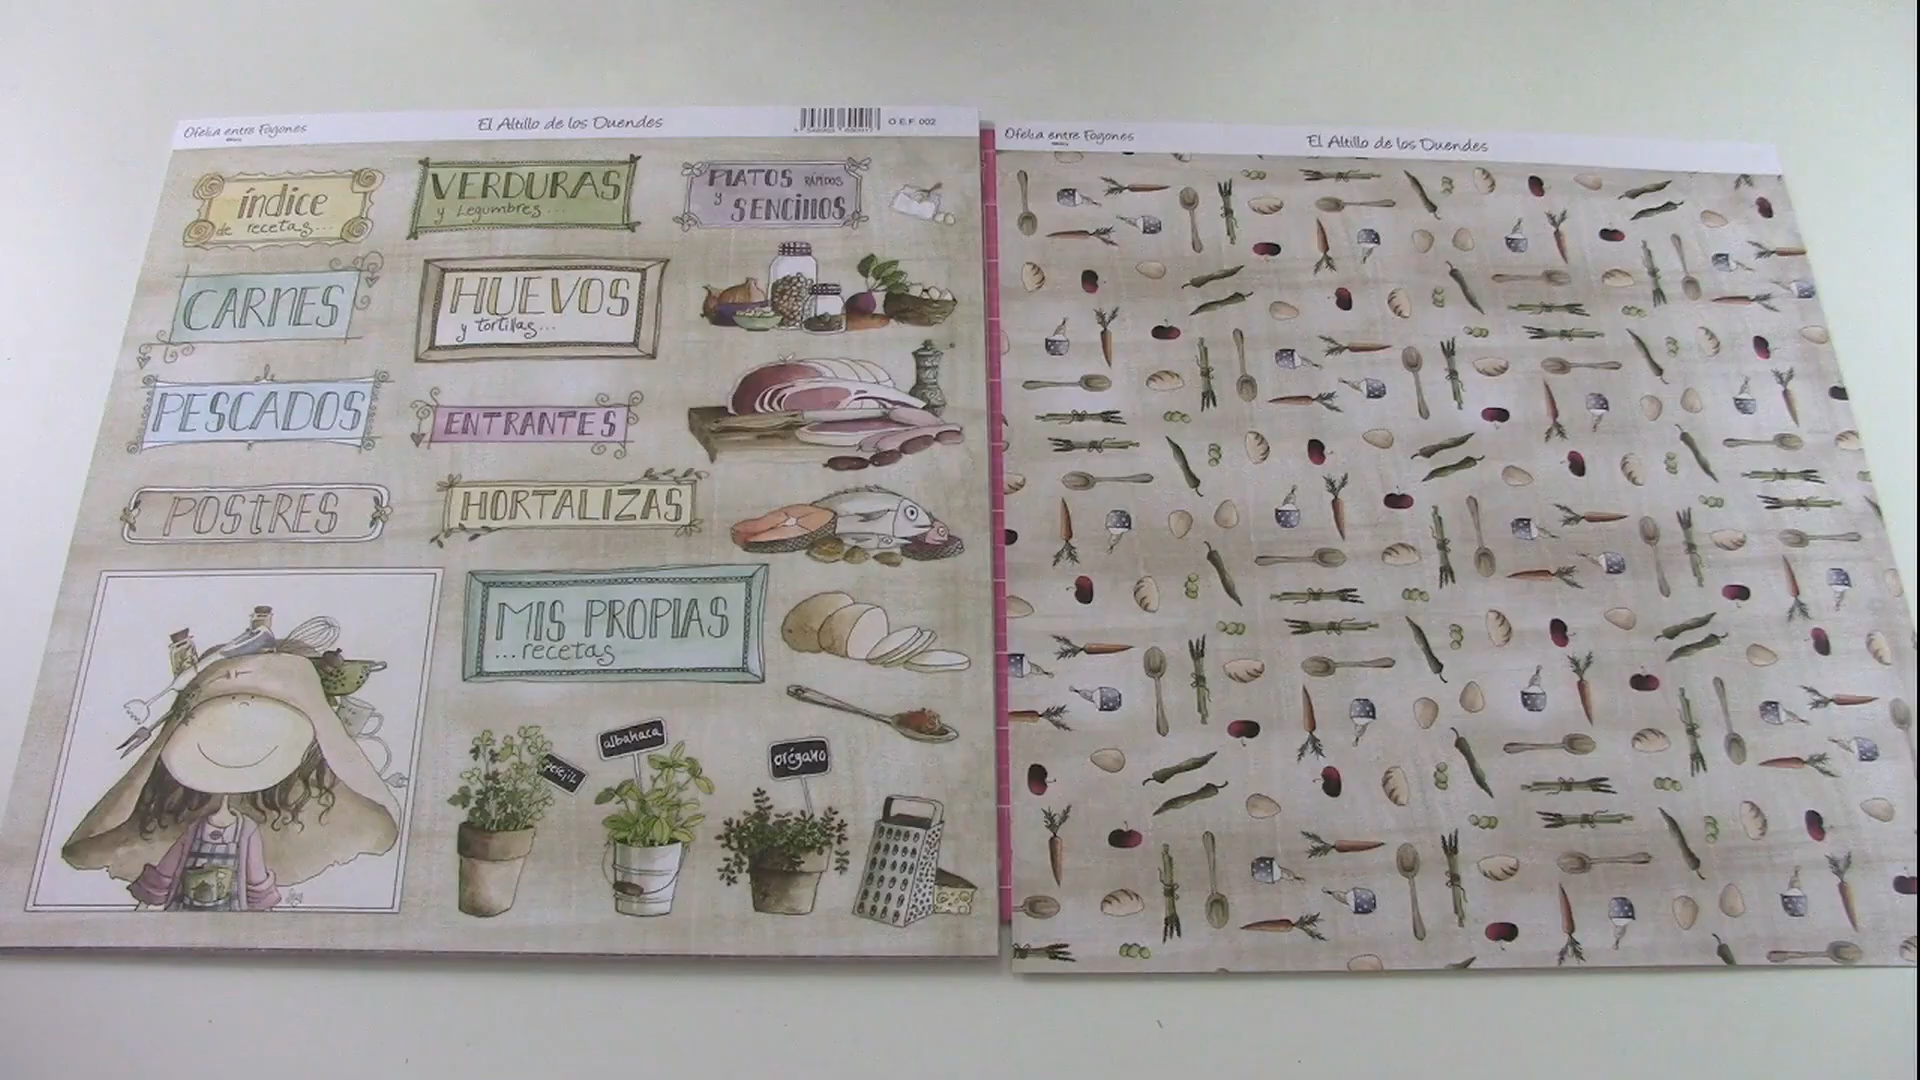 Ofelia entre Fogones
El Altillo de los Duendes
O.E.F. 002
índice
de recetas...
VERDURAS
y Legumbres...
PLATOS RÁPIDOS
y
SENCILLOS
CARNES
HUEVOS
y tortillas...
PESCADOS
ENTRANTES
POSTRES
HORTALIZAS
MIS PROPIAS
...recetas
perejil
albahaca
orégano
Ofelia entre Fogones
El Altillo de los Duendes